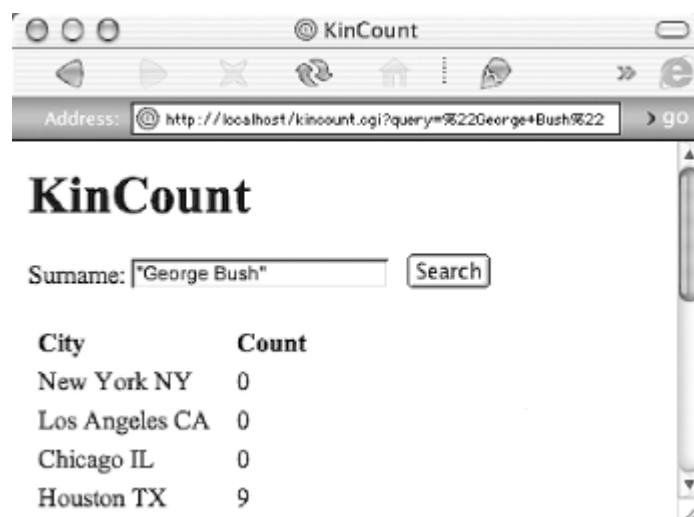 KinCount
Address: http://localhost/kincount.cgi?query=%22George+Bush%22 go
KinCount
Surname: "George Bush" Search
City Count
New York NY 0
Los Angeles CA 0
Chicago IL 0
Houston TX 9